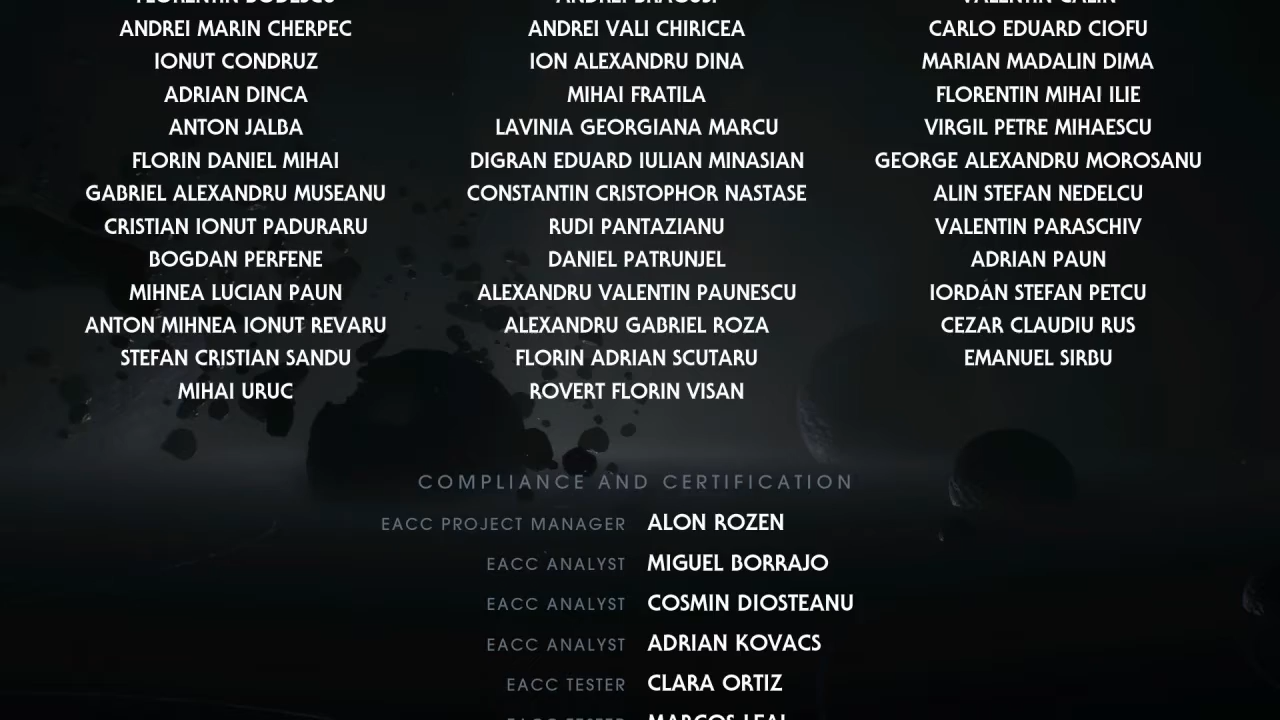 ANDREI MARIN CHERPEC ANDREI VALI CHIRICEA CARLO EDUARD CIOFU
IONUT CONDRUZ ION ALEXANDRU DINA MARIAN MADALIN DIMA
ADRIAN DINCA MIHAI FRATILA FLORENTIN MIHAI ILIE
ANTON JALBA LAVINIA GEORGIANA MARCU VIRGIL PETRE MIHAESCU
FLORIN DANIEL MIHAI DIGRAN EDUARD IULIAN MINASIAN GEORGE ALEXANDRU MOROSANU
GABRIEL ALEXANDRU MUSEANU CONSTANTIN CRISTOPHOR NASTASE ALIN STEFAN NEDELCU
CRISTIAN IONUT PADURARU RUDI PANTAZIANU VALENTIN PARASCHIV
BOGDAN PERFENE DANIEL PATRUNJEL ADRIAN PAUN
MIHNEA LUCIAN PAUN ALEXANDRU VALENTIN PAUNESCU IORDAN STEFAN PETCU
ANTON MIHNEA IONUT REVARU ALEXANDRU GABRIEL ROZA CEZAR CLAUDIU RUS
STEFAN CRISTIAN SANDU FLORIN ADRIAN SCUTARU EMANUEL SIRBU
MIHAI URUC ROVERT FLORIN VISAN
COMPLIANCE AND CERTIFICATION
EACC PROJECT MANAGER ALON ROZEN
EACC ANALYST MIGUEL BORRAJO
EACC ANALYST COSMIN DIOSTEANU
EACC ANALYST ADRIAN KOVACS
EACC TESTER CLARA ORTIZ